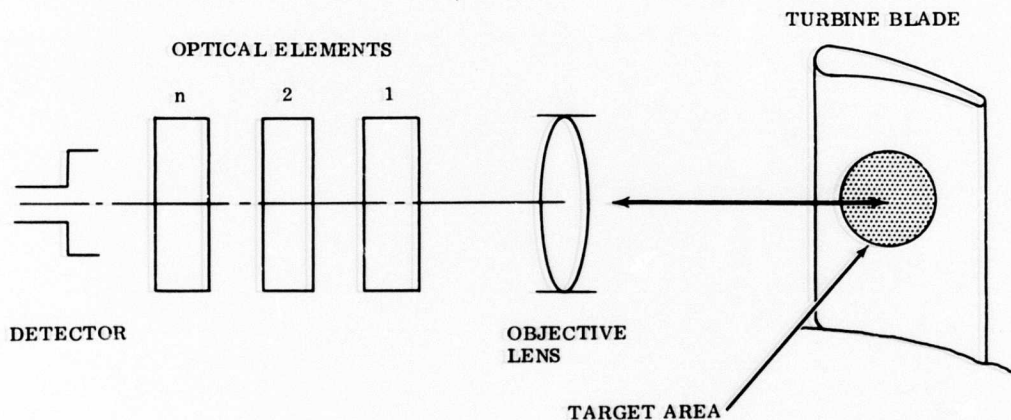 TURBINE BLADE
OPTICAL ELEMENTS
n 2 1
DETECTOR
OBJECTIVE
LENS
TARGET AREA